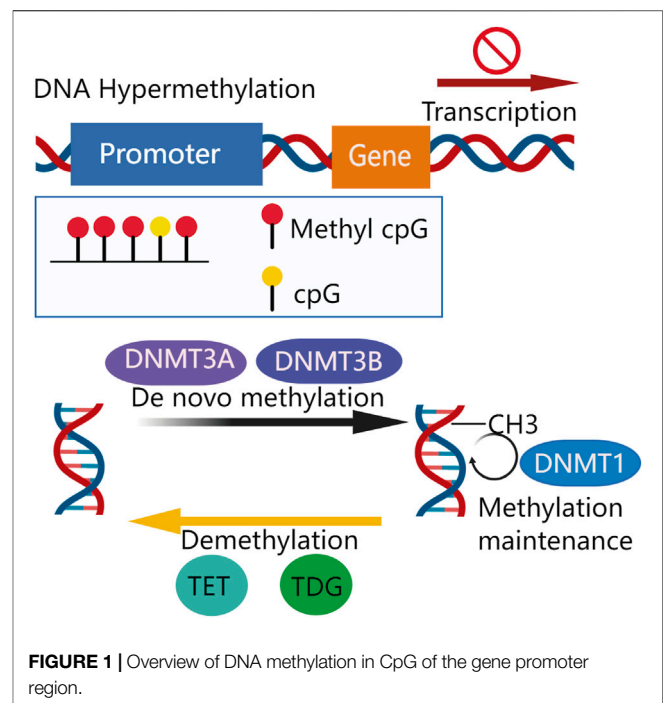 DNA Hypermethylation
Transcription
Promoter
Gene
Methyl cpG
cpG
DNMT3A
DNMT3B
De novo methylation
CH3
DNMT1
Methylation
maintenance
Demethylation
TET
TDG
FIGURE 1 | Overview of DNA methylation in CpG of the gene promoter
region.